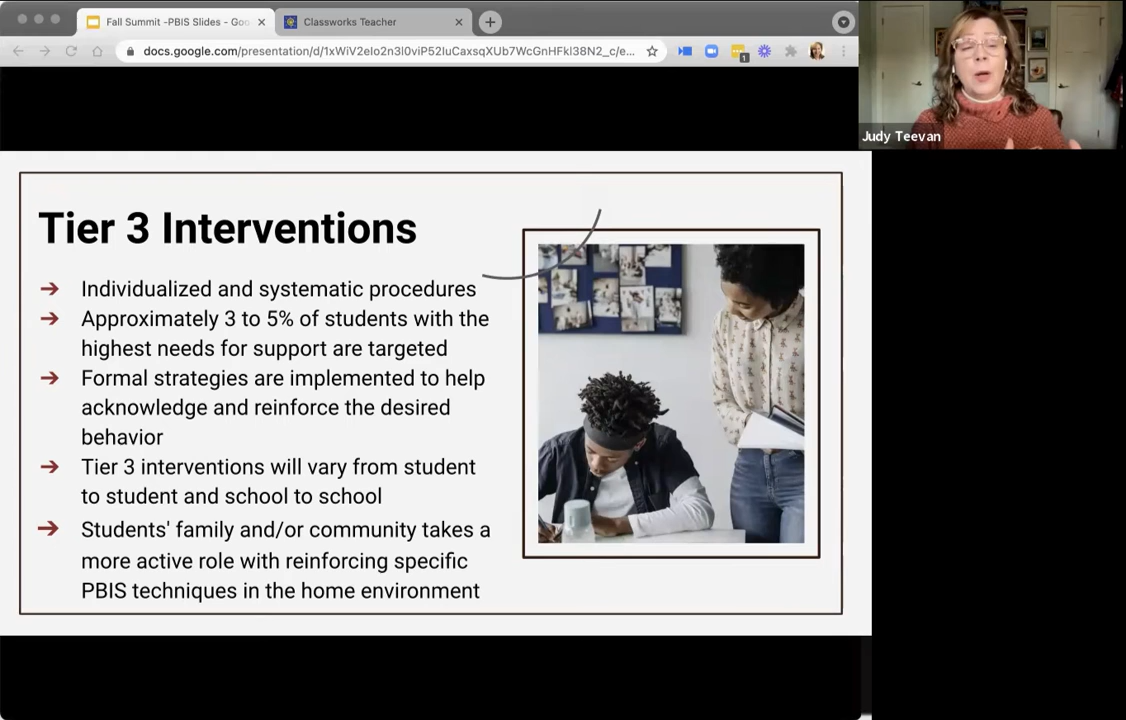 Fall Summit -PBIS Slides - Goo
Classworks Teacher
docs.google.com/presentation/d/1xWiV2elo2n3l0viP52IuCaxsqXUb7WcGnHFkl38N2_c/e...
1
Judy Teevan
Tier 3 Interventions
➔ Individualized and systematic procedures
➔ Approximately 3 to 5% of students with the
highest needs for support are targeted
➔ Formal strategies are implemented to help
acknowledge and reinforce the desired
behavior
➔ Tier 3 interventions will vary from student
to student and school to school
➔ Students' family and/or community takes a
more active role with reinforcing specific
PBIS techniques in the home environment